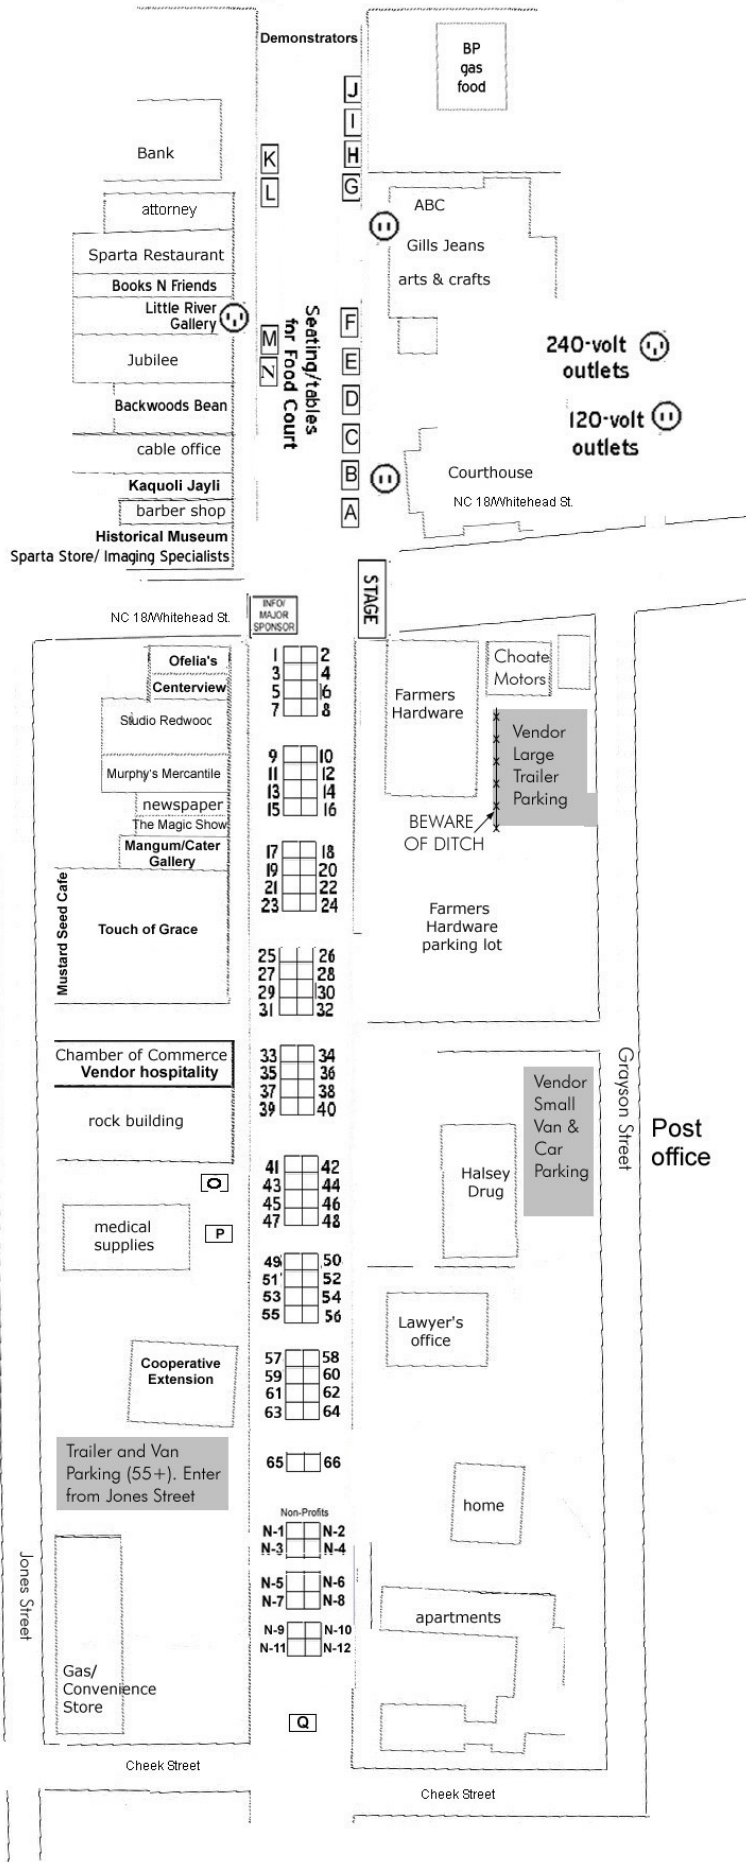 Demonstrators
BP
gas
food
J
I
H
G
K
L
Bank
attorney
Sparta Restaurant
Books N Friends
Little River
Gallery
Jubilee
Backwoods Bean
cable office
Kaquoli Jayli
barber shop
Historical Museum
Sparta Store/ Imaging Specialists
M
N
Seating/tables
for Food Court
F
E
D
C
B
A
ABC
Gills Jeans
arts & crafts
240-volt
outlets
120-volt
outlets
Courthouse
NC 18/Whitehead St.
STAGE
INFO/
MAJOR
SPONSOR
NC 18/Whitehead St.
Ofelia's
Centerview
Studio Redwood
Murphy's Mercantile
newspaper
The Magic Show
Mangum/Cater
Gallery
Mustard Seed Cafe
Touch of Grace
Chamber of Commerce
Vendor hospitality
rock building
O
P
medical
supplies
Cooperative
Extension
Trailer and Van
Parking (55+). Enter
from Jones Street
Jones Street
Gas/
Convenience
Store
1 2
3 4
5 6
7 8
9 10
11 12
13 14
15 16
17 18
19 20
21 22
23 24
25 26
27 28
29 30
31 32
33 34
35 36
37 38
39 40
41 42
43 44
45 46
47 48
49 50
51 52
53 54
55 56
57 58
59 60
61 62
63 64
65 66
Non-Profits
N-1 N-2
N-3 N-4
N-5 N-6
N-7 N-8
N-9 N-10
N-11 N-12
Q
Farmers
Hardware
Choate
Motors
Vendor
Large
Trailer
Parking
BEWARE
OF DITCH
Farmers
Hardware
parking lot
Grayson Street
Vendor
Small
Van &
Car
Parking
Post
office
Halsey
Drug
Lawyer's
office
home
apartments
Cheek Street
Cheek Street